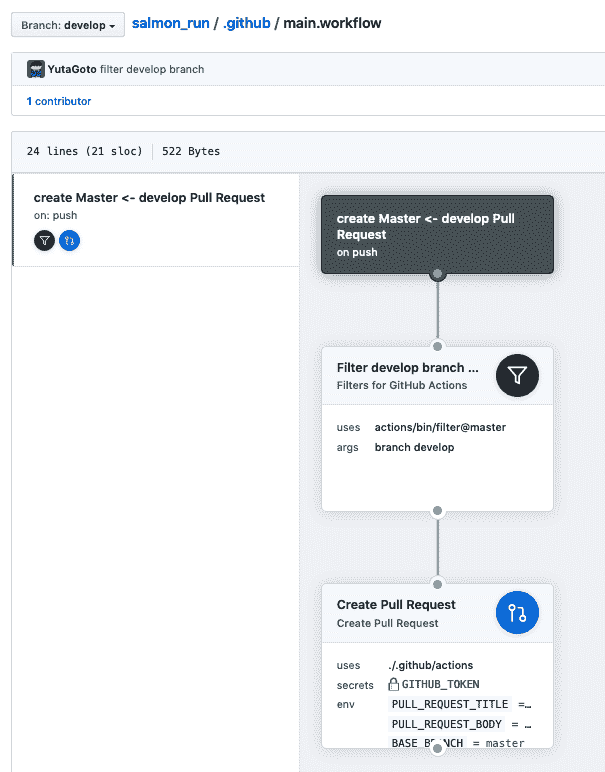 Branch: develop salmon_run / .github / main.workflow
YutaGoto filter develop branch
1 contributor
24 lines (21 sloc) 522 Bytes
create Master <- develop Pull Request
on: push
create Master <- develop Pull
Request
on push
Filter develop branch ...
Filters for GitHub Actions
uses actions/bin/filter@master
args branch develop
Create Pull Request
Create Pull Request
uses ./.github/actions
secrets GITHUB_TOKEN
env PULL_REQUEST_TITLE =…
PULL_REQUEST_BODY = …
BASE_BRANCH = master